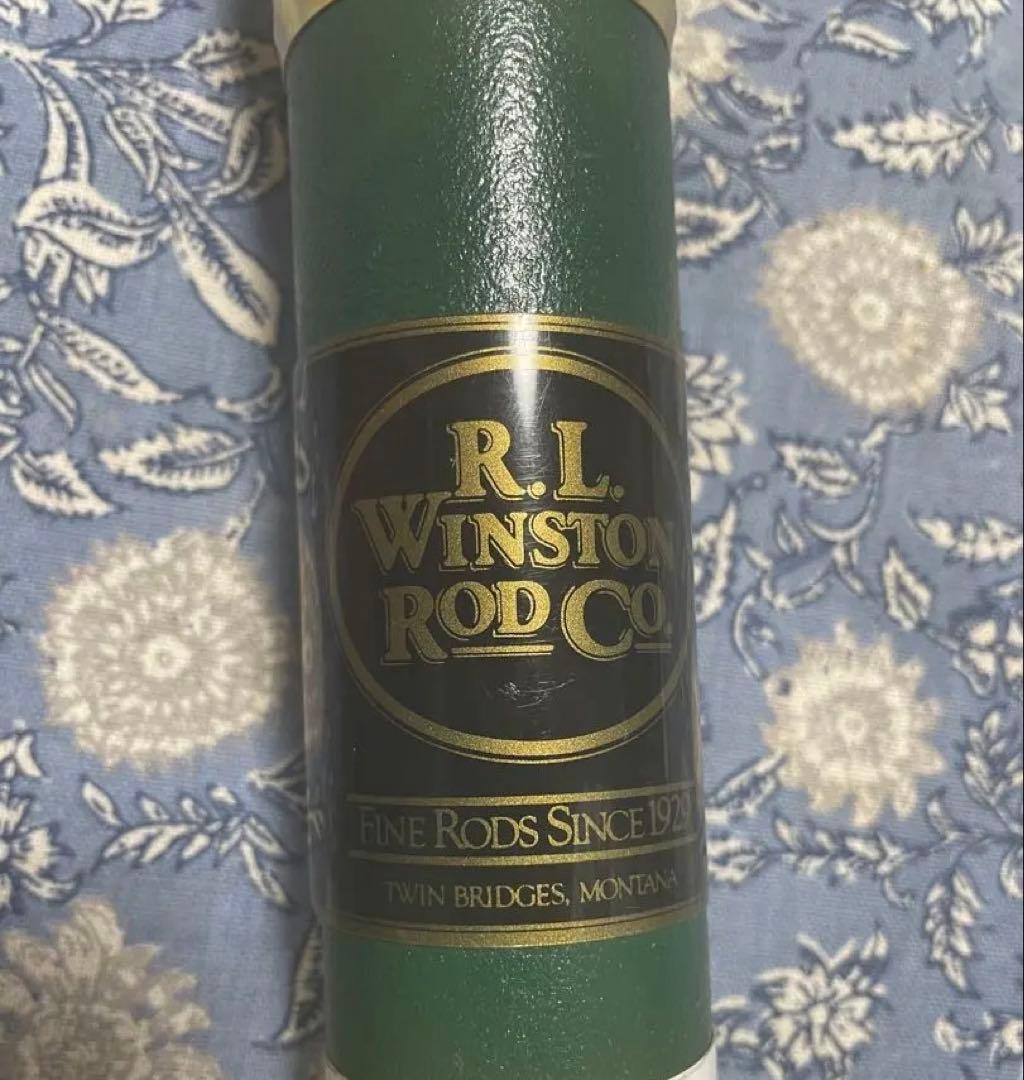 R. L.
WINSTON
ROD CO.
FINE RODS SINCE 1929
TWIN BRIDGES, MONTANA